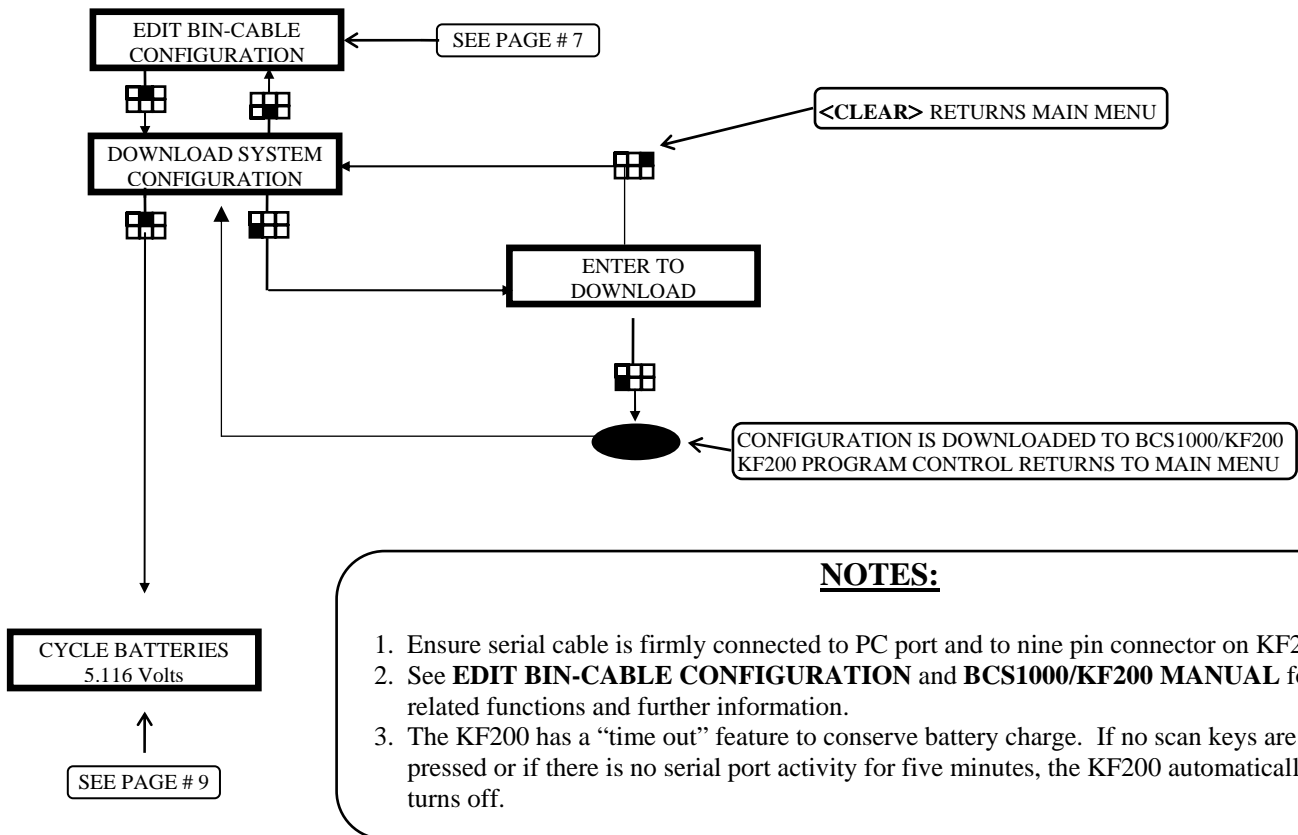 EDIT BIN-CABLE
CONFIGURATION
SEE PAGE # 7
<CLEAR> RETURNS MAIN MENU
DOWNLOAD SYSTEM
CONFIGURATION
ENTER TO
DOWNLOAD
CONFIGURATION IS DOWNLOADED TO BCS1000/KF200
KF200 PROGRAM CONTROL RETURNS TO MAIN MENU
NOTES:
1. Ensure serial cable is firmly connected to PC port and to nine pin connector on
2. See EDIT BIN-CABLE CONFIGURATION and BCS1000/KF200 MANUAL
related functions and further information.
3. The KF200 has a “time out” feature to conserve battery charge. If no scan keys are
pressed or if there is no serial port activity for five minutes, the KF200
turns off.
CYCLE BATTERIES
5.116 Volts
SEE PAGE # 9